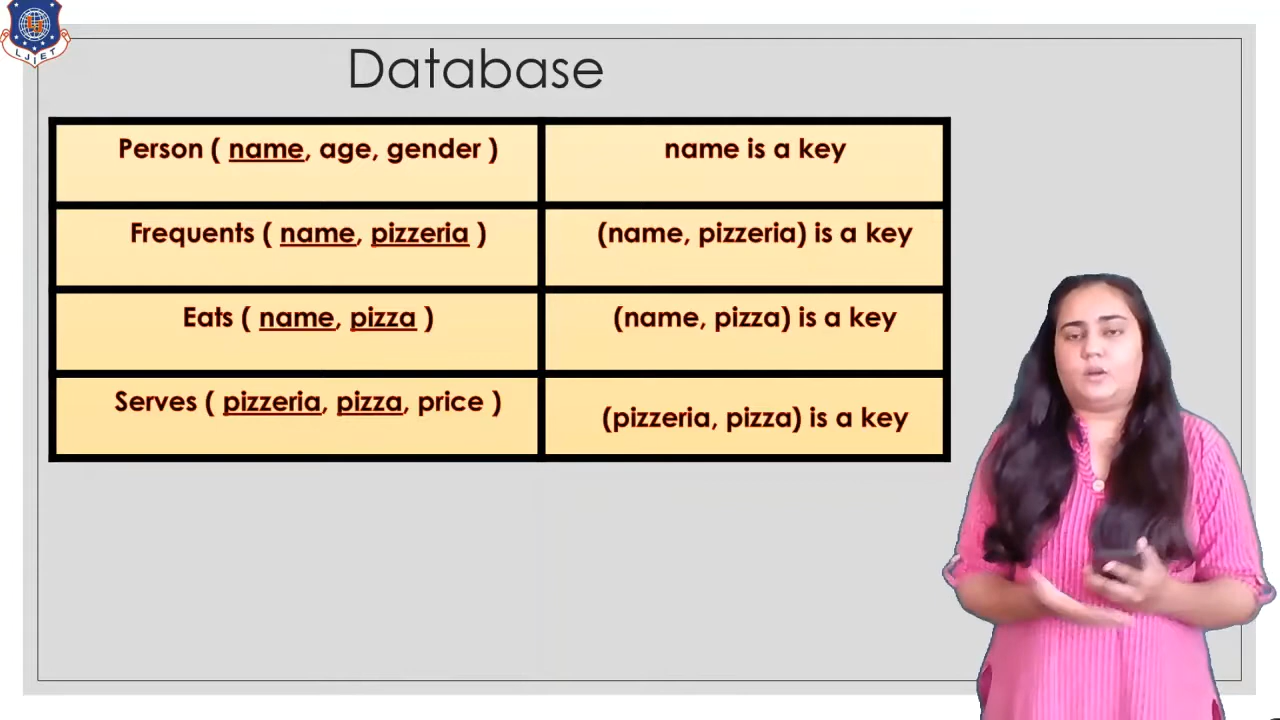 LJIET
Database
Person ( name, age, gender )
name is a key
Frequents ( name, pizzeria )
(name, pizzeria) is a key
Eats ( name, pizza )
(name, pizza) is a key
Serves ( pizzeria, pizza, price )
(pizzeria, pizza) is a key